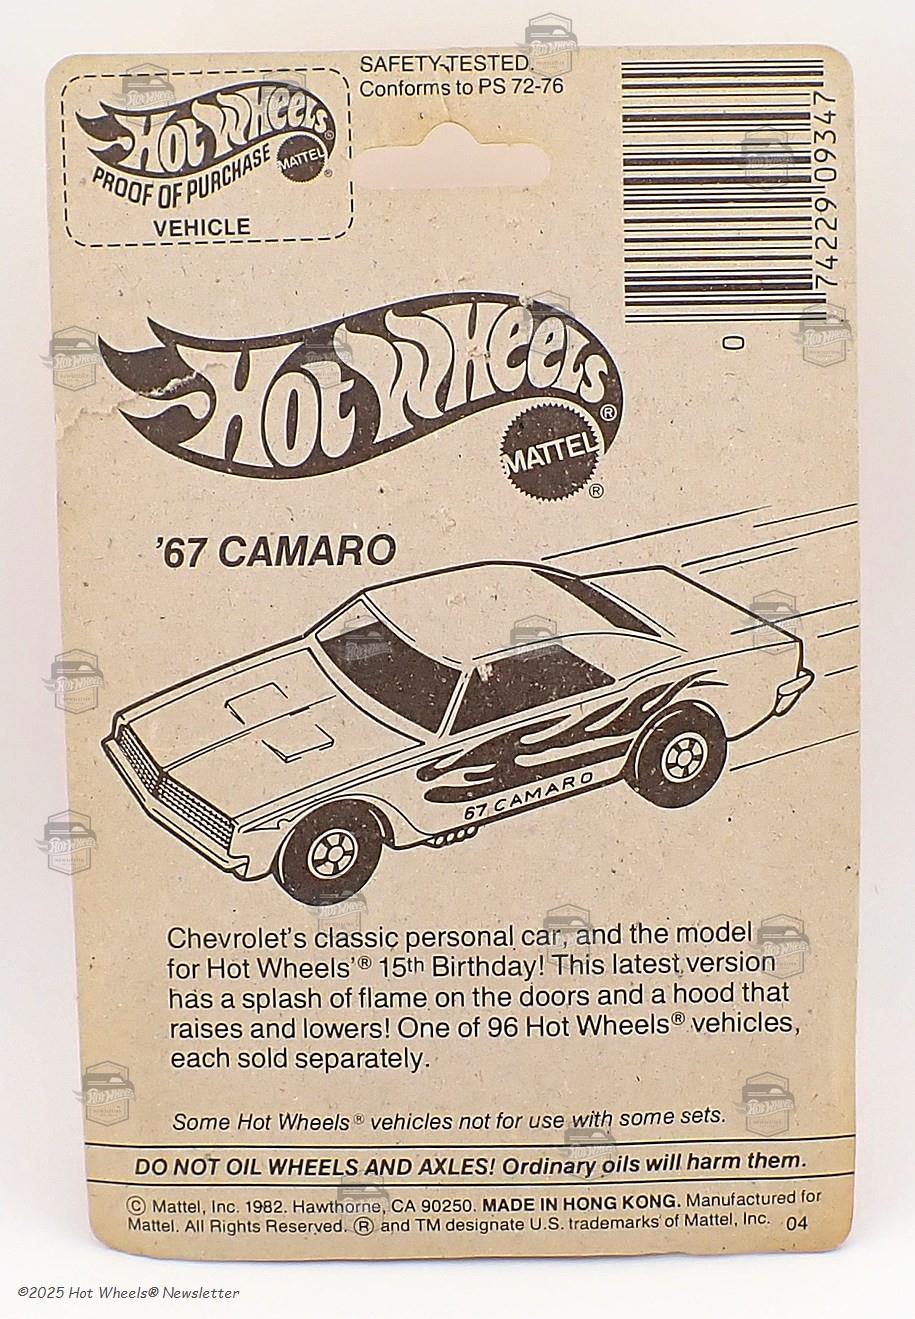 HOT WHEELS®
MATTEL®
PROOF OF PURCHASE
VEHICLE
SAFETY-TESTED.
Conforms to PS 72-76
74229 09347
0
HOT WHEELS®
MATTEL®
'67 CAMARO
67 CAMARO
Chevrolet's classic personal car, and the model
for Hot Wheels'® 15th Birthday! This latest version
has a splash of flame on the doors and a hood that
raises and lowers! One of 96 Hot Wheels® vehicles,
each sold separately.
Some Hot Wheels® vehicles not for use with some sets.
DO NOT OIL WHEELS AND AXLES! Ordinary oils will harm them.
© Mattel, Inc. 1982. Hawthorne, CA 90250. MADE IN HONG KONG. Manufactured for
Mattel. All Rights Reserved. ® and TM designate U.S. trademarks of Mattel, Inc. 04
©2025 Hot Wheels® Newsletter